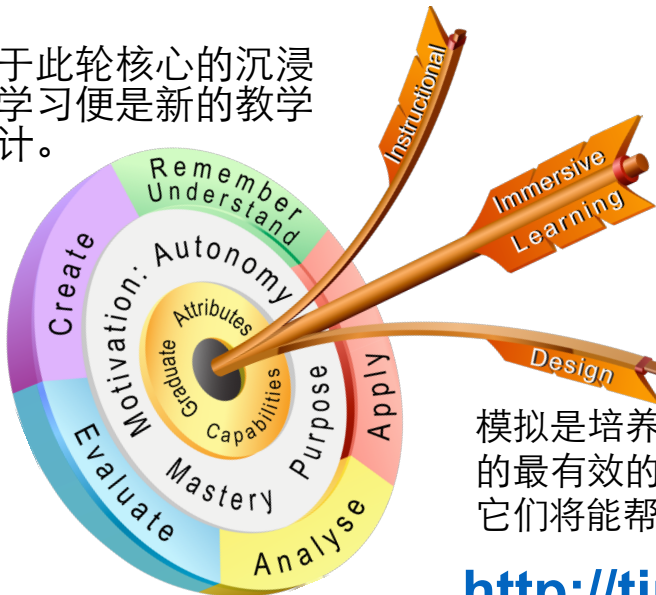 于此轮核心的沉浸
学习便是新的教学
计。
Instructional
Immersive
Learning
Design
Remember
Understand
Apply
Analyse
Evaluate
Create
Motivation: Autonomy
Mastery
Purpose
Graduate
Attributes
Capabilities
模拟是培养
的最有效的
它们将能帮
http://ti